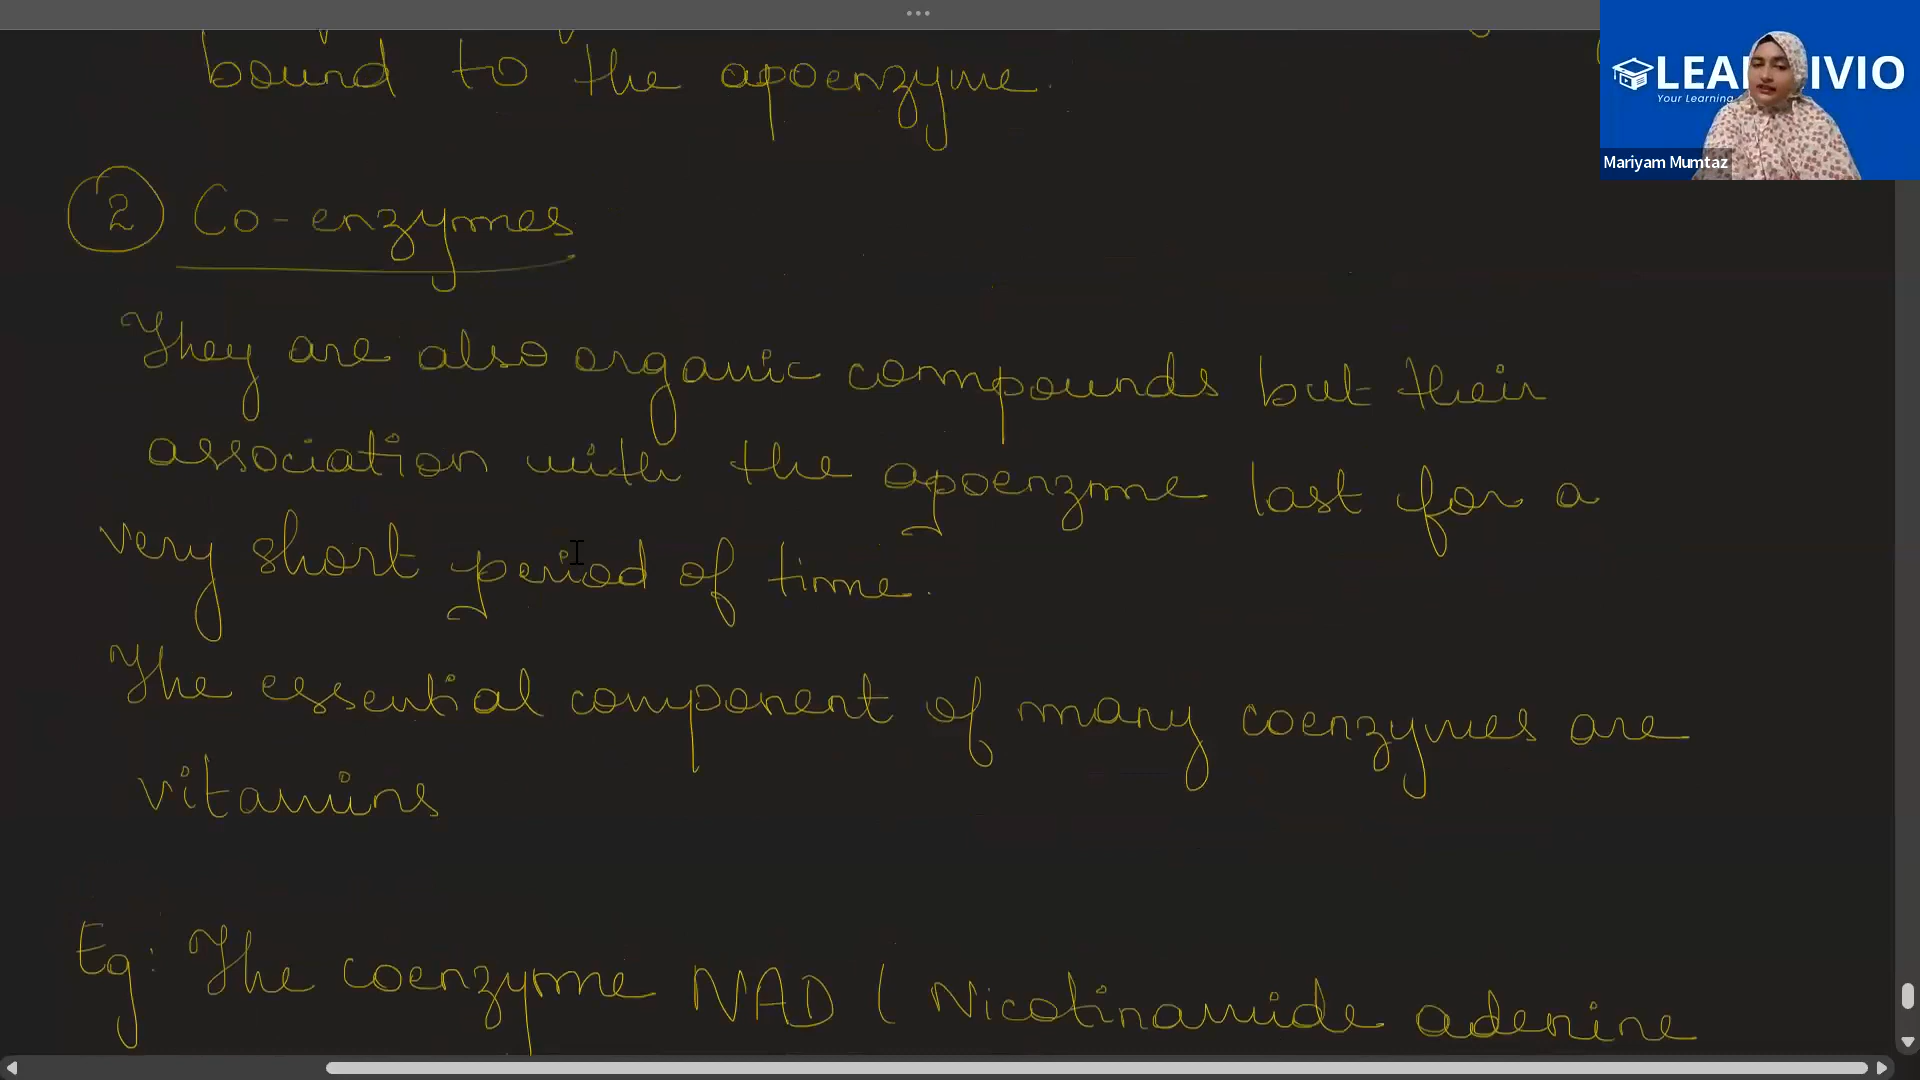 bound to the apoenzyme.
2 Co-enzymes
They are also organic compounds but their
association with the apoenzme last for a
very short period of time.
The essential component of many coenzymes are
vitamins
Eg: The coenzyme NAD ( Nicotinamide adenine
LEA IVIO
Your Learning
Mariyam Mumtaz